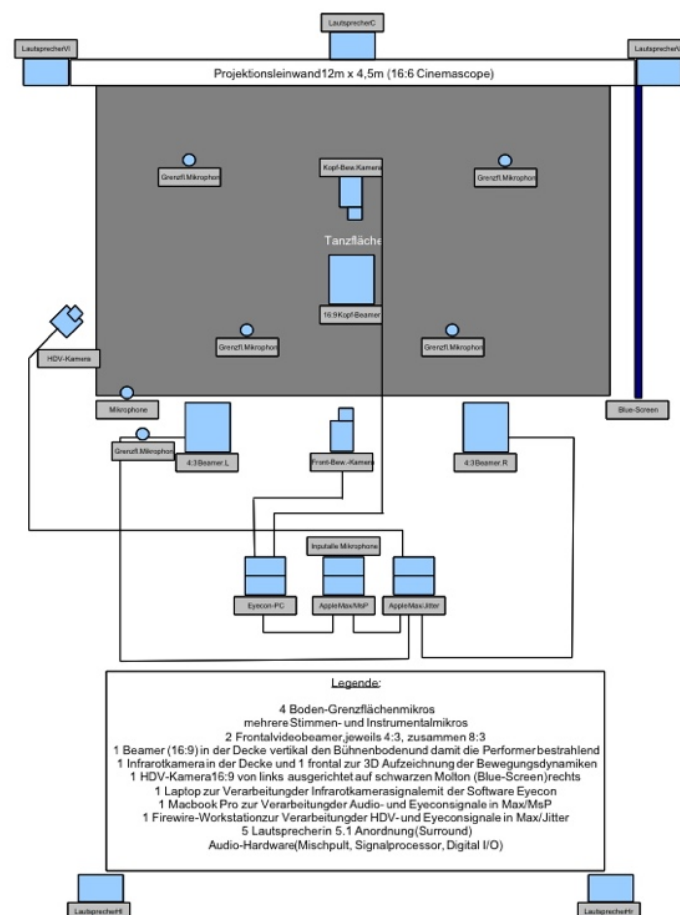 LautsprecherC
LautsprecherVl
LautsprecherV
Projektionsleinwand12m x 4,5m (16:6 Cinemascope)
Kopf-Bew.Kamera
Grenzfl.Mikrophon
Grenzfl.Mikrophon
Tanzfläche
16:9Kopf-Beamer
Grenzfl.Mikrophon
Grenzfl.Mikrophon
HDV-Kamera
Mikrophone
Blue-Screen
Grenzfl.Mikrophon
4:3Beamer.L
Front-Bew.-Kamera
4:3Beamer.R
Inputalle Mikrophone
Eyecon-PC
AppleMax/MsP
AppleMax/Jitter
Legende:
4 Boden-Grenzflächenmikros
mehrere Stimmen- und Instrumentalmikros
2 Frontalvideobeamer,jeweils 4:3, zusammen 8:3
1 Beamer (16:9) in der Decke vertikal den Bühnenbodenund damit die Performerbestrahlend
1 Infrarotkamera in der Decke und 1 frontal zur 3D Aufzeichnung der Bewegungsdynamiken
1 HDV-Kamera16:9 von links ausgerichtet auf schwarzen Molton (Blue-Screen)rechts
1 Laptop zur Verarbeitungder Infrarotkamerasignalemit der Software Eyecon
1 Macbook Pro zur Verarbeitungder Audio- und Eyeconsignale in Max/MsP
1 Firewire-Workstationzur Verarbeitungder HDV-und Eyeconsignale in Max/Jitter
5 Lautsprecherin 5.1 Anordnung(Surround)
Audio-Hardware(Mischpult, Signalprocessor, Digital I/O)
LautsprecherHl
LautsprecherHr